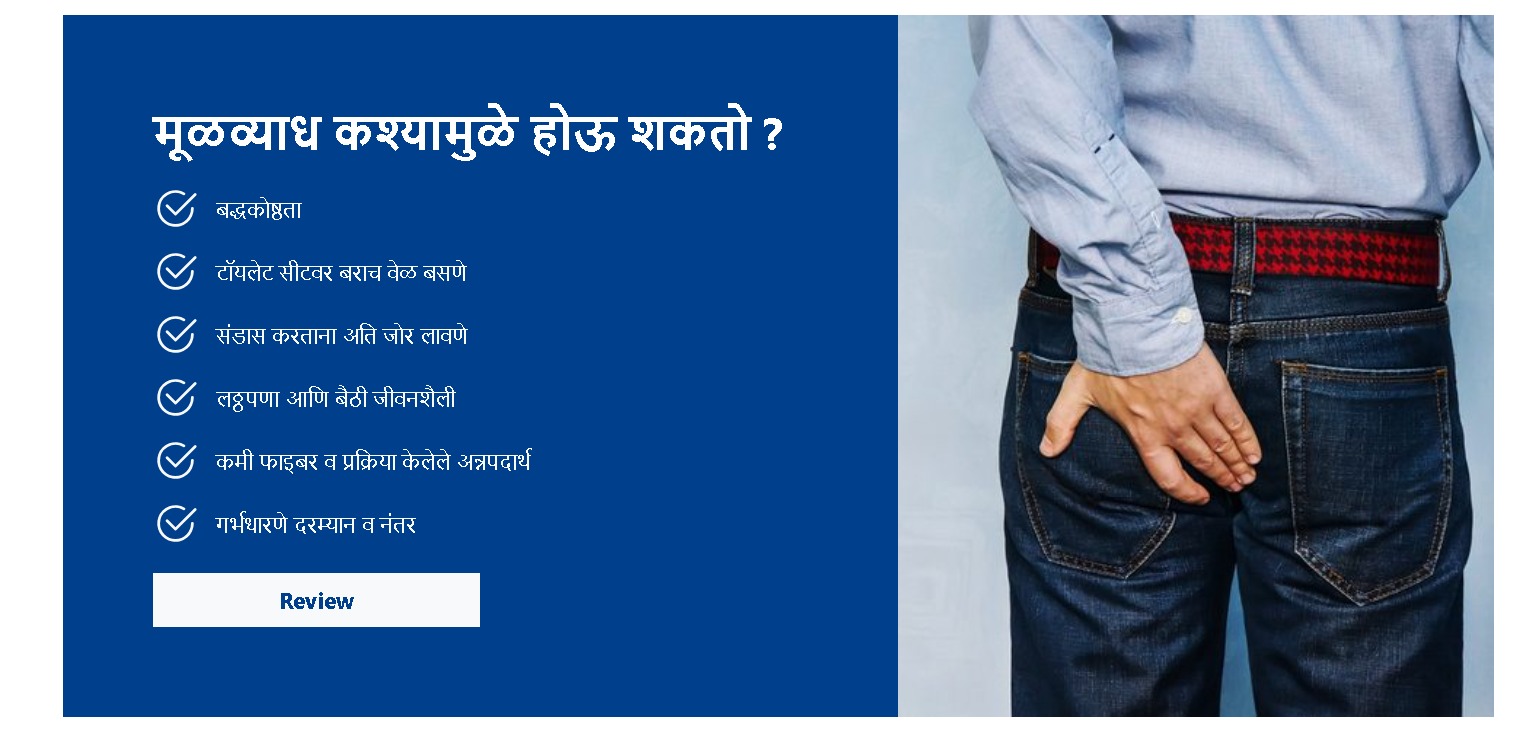 मूळव्याध कश्यामुळे होऊ शकतो ?
बद्धकोष्ठता
टॉयलेट सीटवर बराच वेळ बसणे
संडास करताना अति जोर लावणे
लठ्ठपणा आणि बैठी जीवनशैली
कमी फाइबर व प्रक्रिया केलेले अन्नपदार्थ
गर्भधारणे दरम्यान व नंतर
Review